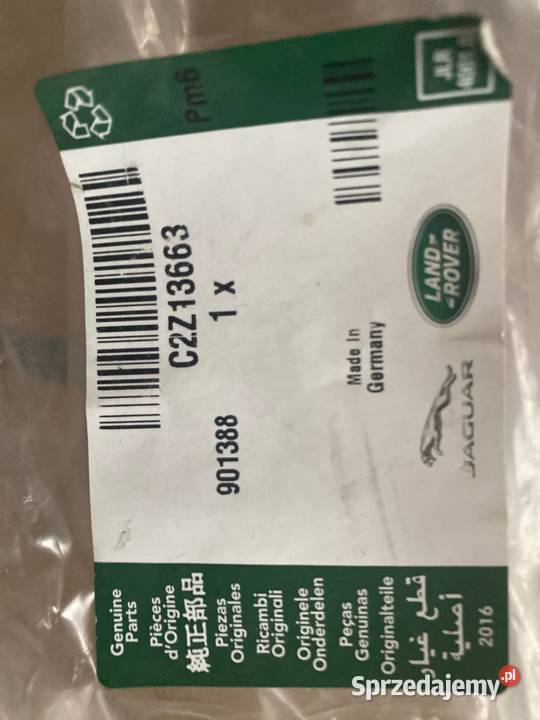 Genuine
Parts
Pièces
d'Origine
純正部品
Piezas
Originales
Ricambi
Originali
Originele
Onderdelen
Peças
Genuinas
Originalteile
قطع غيار
أصلية
2016
C2Z13663
901388
1 x
Made In
Germany
JAGUAR
LAND-
-ROVER
Pm6
JLR
Sprzedajemy.pl